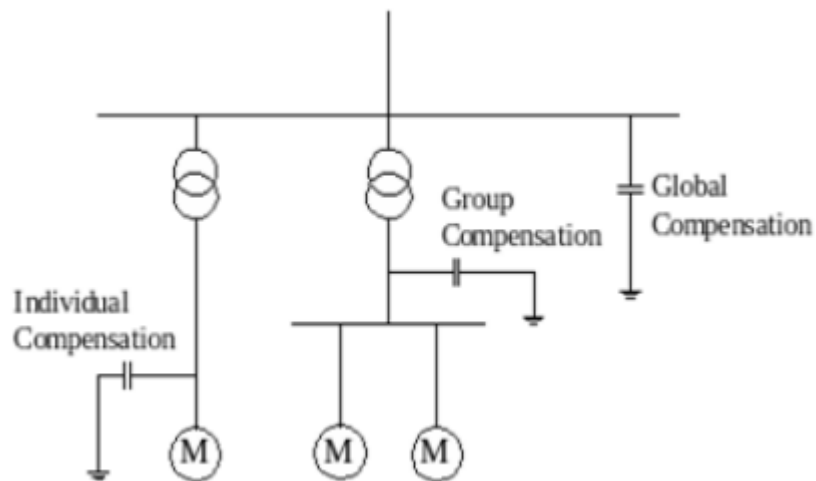 Group
Compensation
Global
Compensation
Individual
Compensation
M
M
M